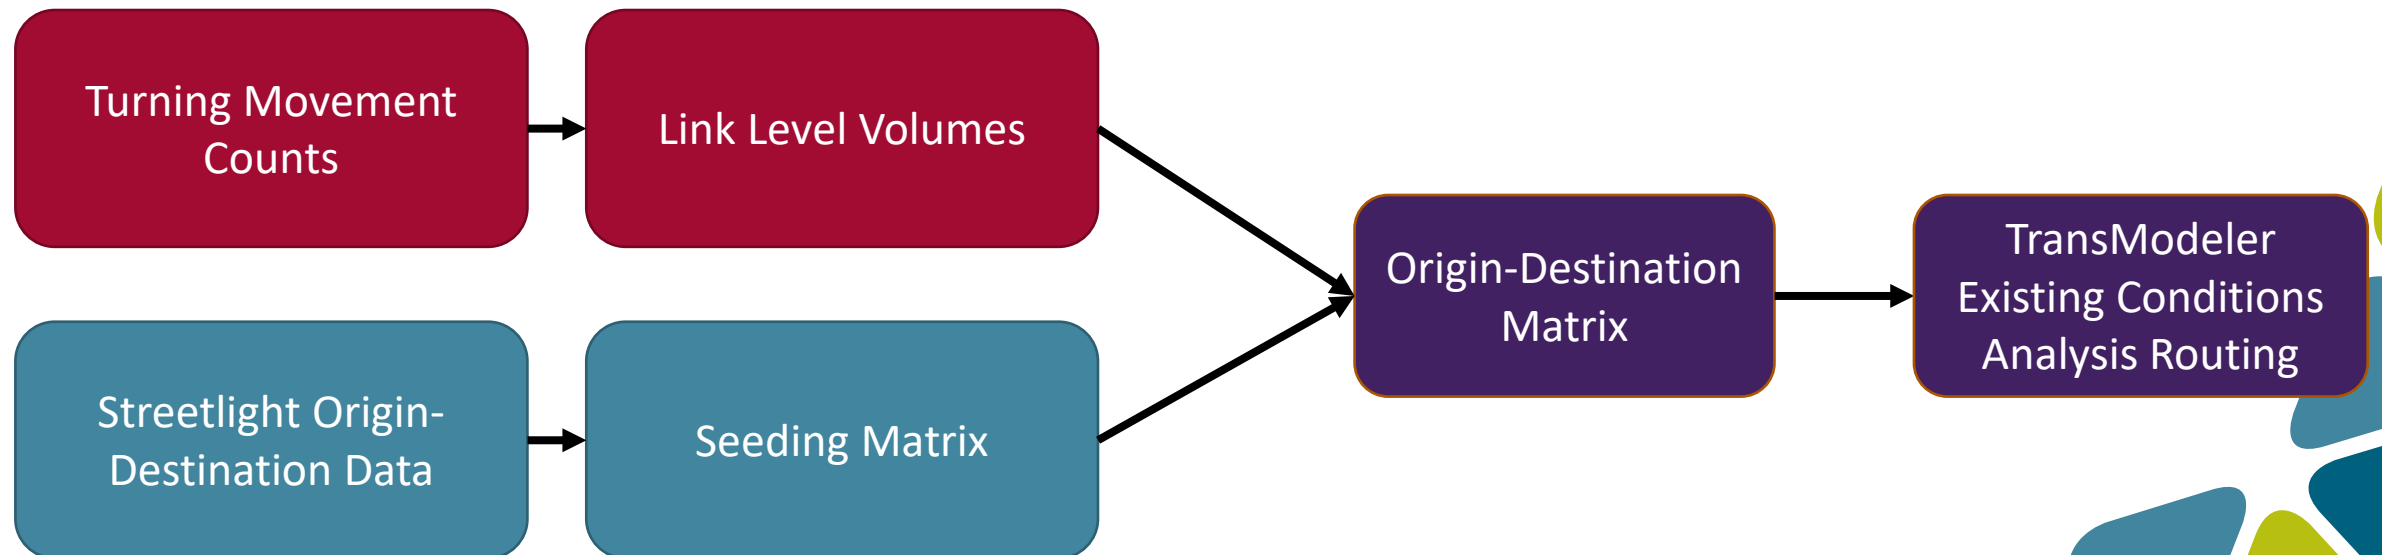 Turning Movement
Counts
Link Level Volumes
Streetlight Origin-
Destination Data
Seeding Matrix
Origin-Destination
Matrix
TransModeler
Existing Conditions
Analysis Routing